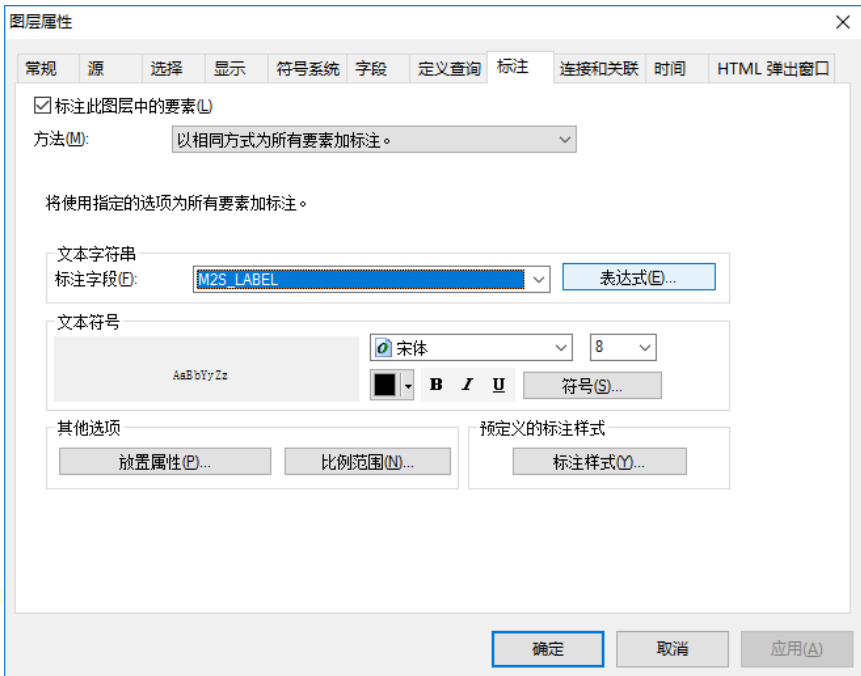 图层属性
常规 源 选择 显示 符号系统 字段 定义查询 标注 连接和关联 时间 HTML 弹出窗口
标注此图层中的要素(L)
方法(M): 以相同方式为所有要素加标注。
将使用指定的选项为所有要素加标注。
文本字符串
标注字段(F): M2S_LABEL 表达式(E)...
文本符号
AaBbYyZz
宋体 8
B I U 符号(S)...
其他选项 预定义的标注样式
放置属性(P)... 比例范围(N)... 标注样式(Y)...
确定 取消 应用(A)